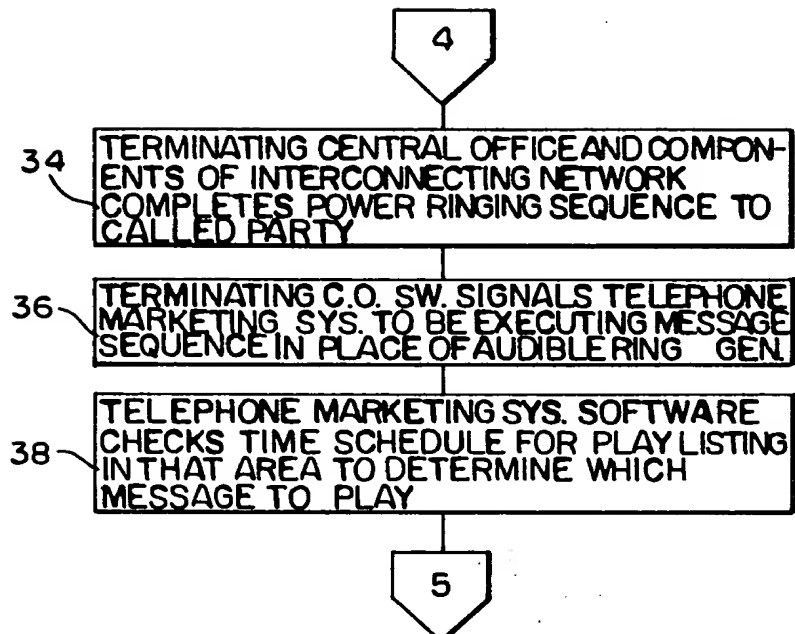 4
34
TERMINATING CENTRAL OFFICE AND COMPON-
ENTS OF INTERCONNECTING NETWORK
COMPLETES POWER RINGING SEQUENCE TO
CALLED PARTY
36
TERMINATING C.O. SW. SIGNALS TELEPHONE
MARKETING SYS. TO BE EXECUTING MESSAGE
SEQUENCE IN PLACE OF AUDIBLE RING GEN.
38
TELEPHONE MARKETING SYS. SOFTWARE
CHECKS TIME SCHEDULE FOR PLAY LISTING
IN THAT AREA TO DETERMINE WHICH
MESSAGE TO PLAY
5